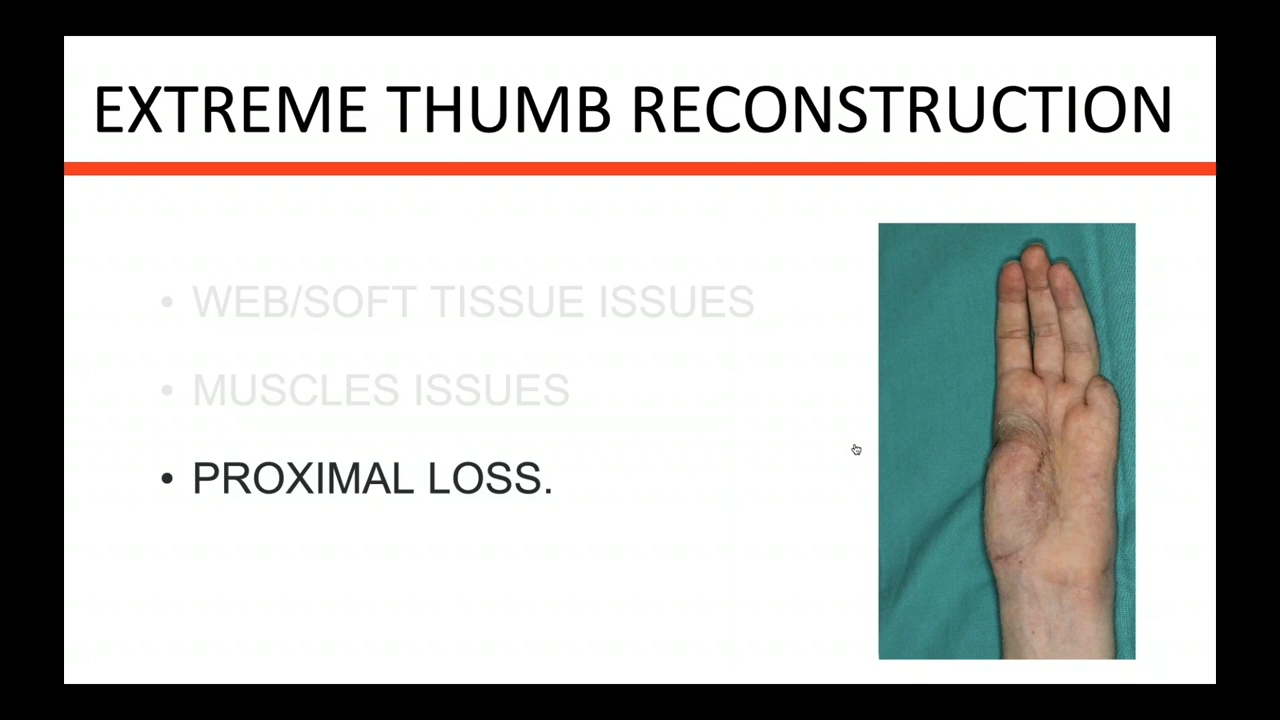 EXTREME THUMB RECONSTRUCTION
• WEB/SOFT TISSUE ISSUES
• MUSCLES ISSUES
• PROXIMAL LOSS.